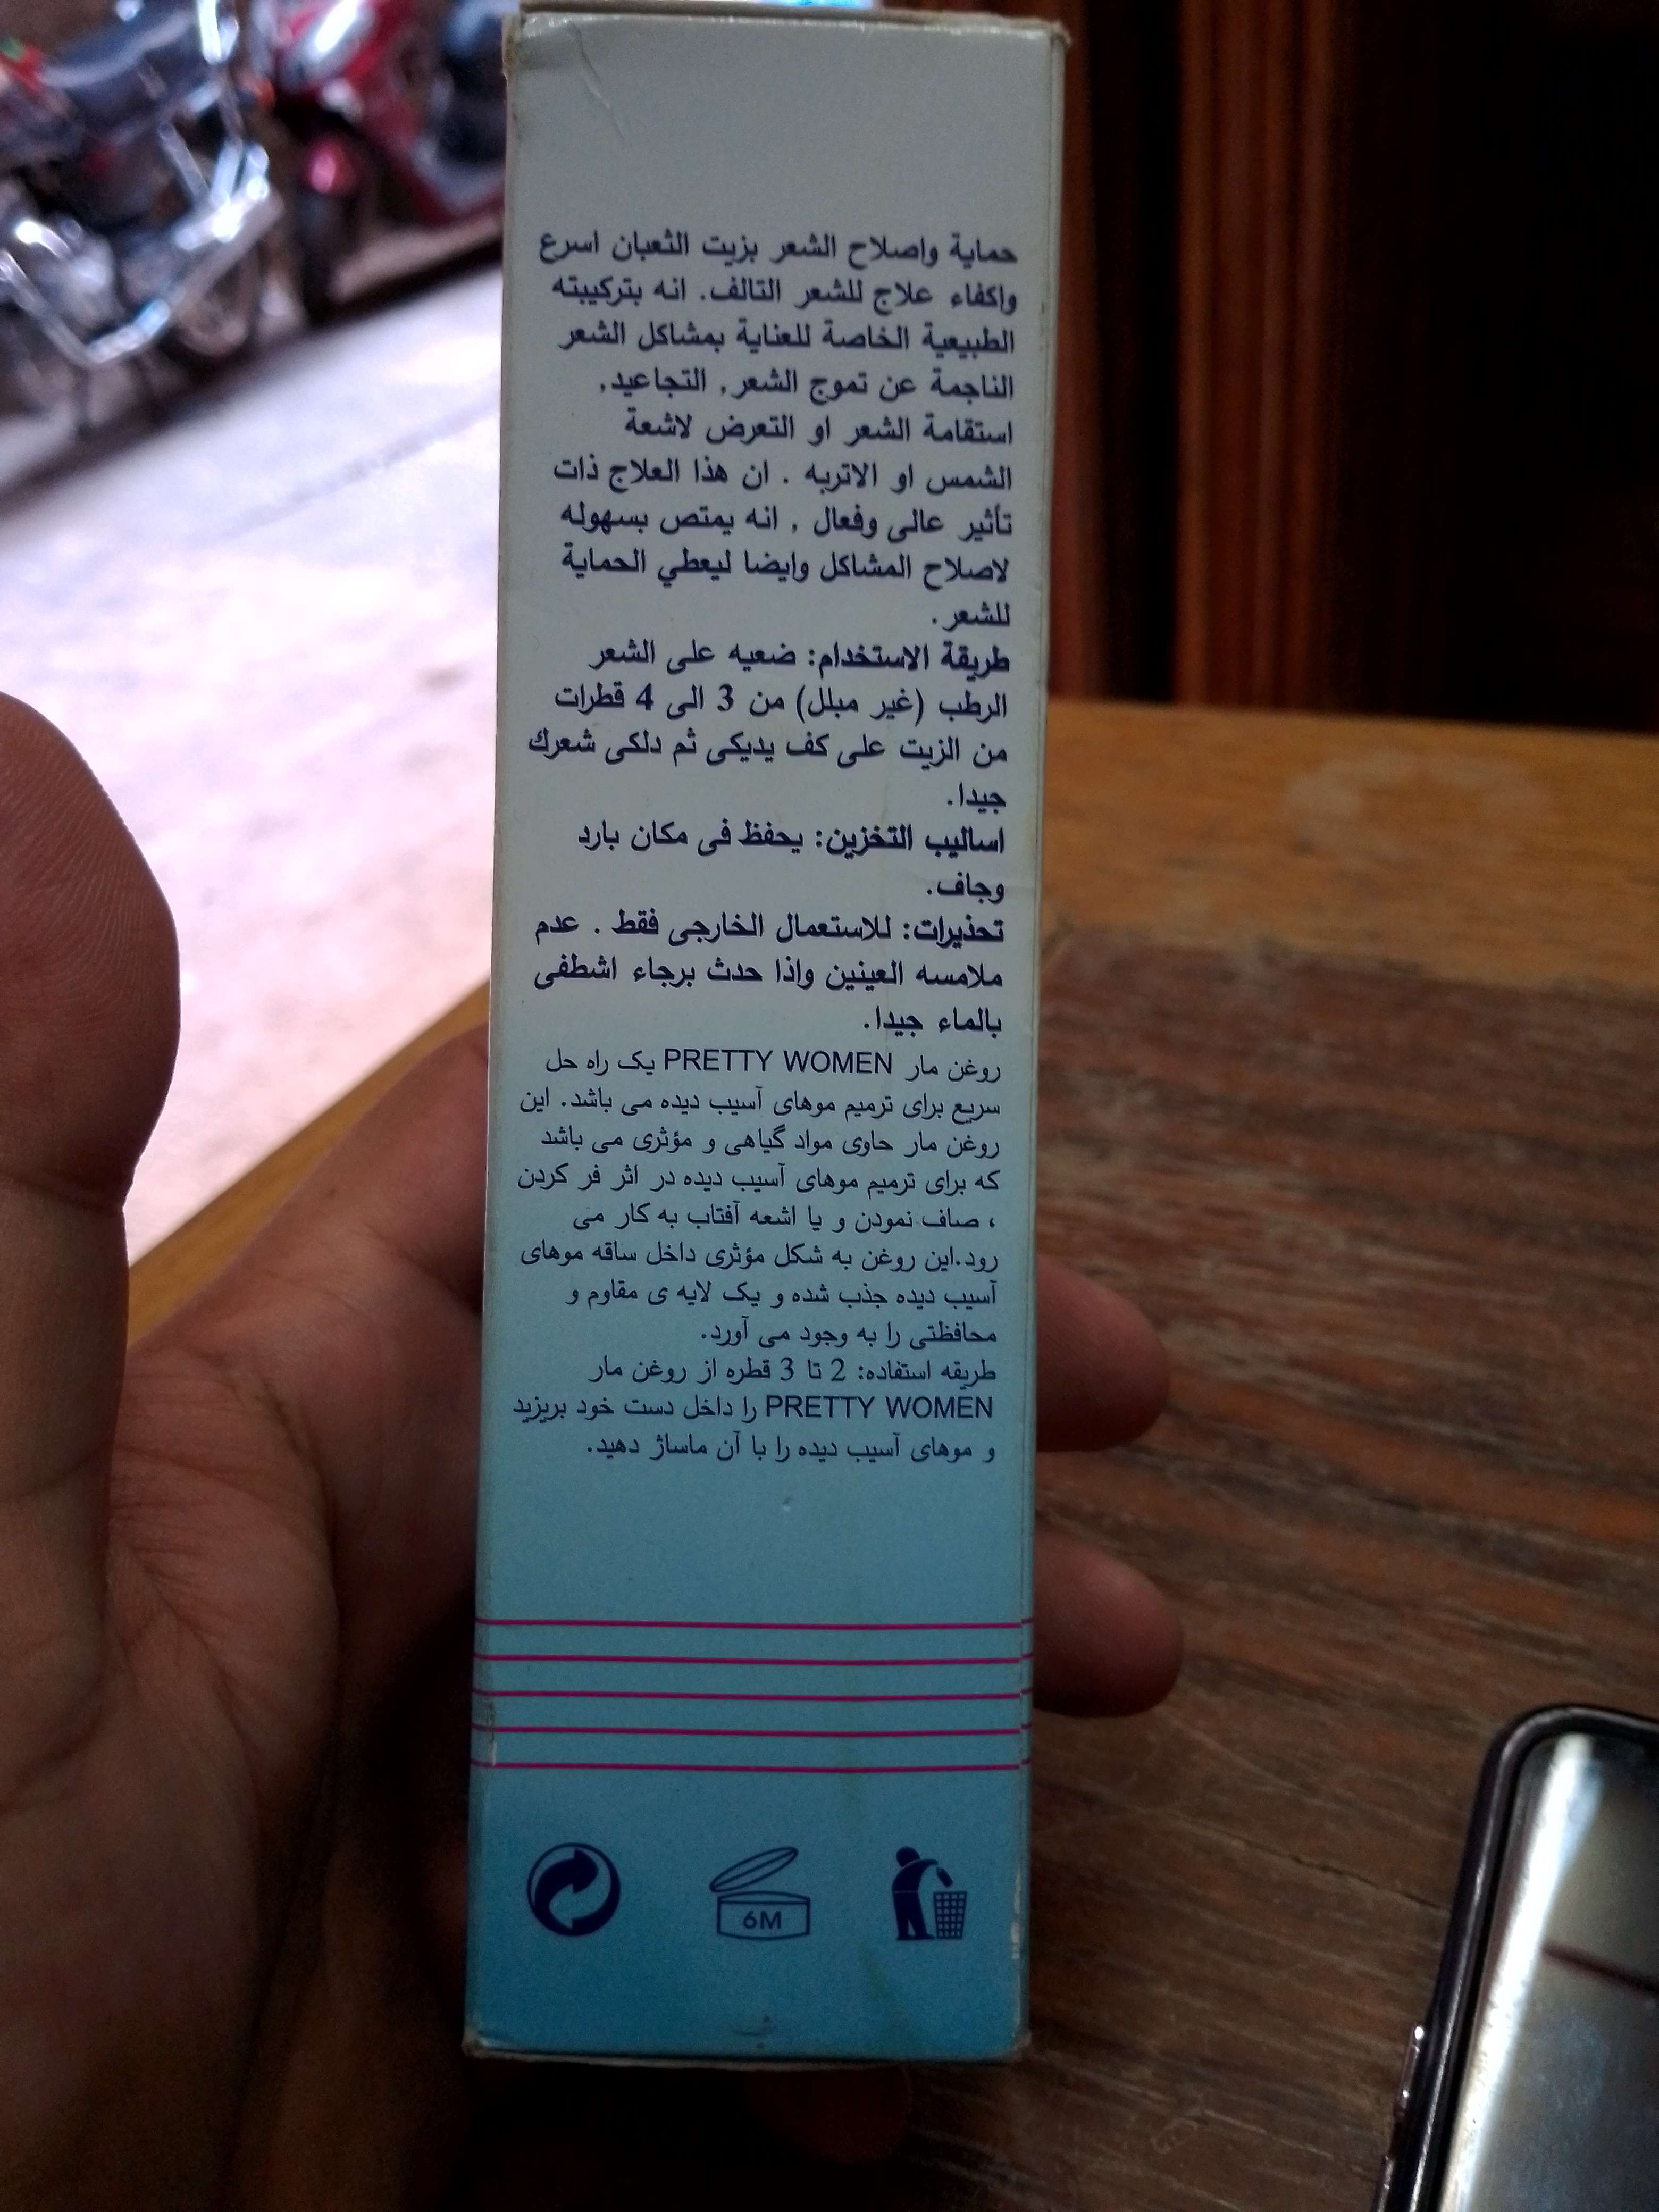 حماية واصلاح الشعر بزيت الثعبان اسرع
واكفاء علاج للشعر التالف. انه بتركيبته
الطبيعية الخاصة للعناية بمشاكل الشعر
الناجمة عن تموج الشعر, التجاعيد,
استقامة الشعر او التعرض لاشعة
الشمس او الاتربه . ان هذا العلاج ذات
تأثير عالى وفعال , انه يمتص بسهوله
لاصلاح المشاكل وايضا ليعطي الحماية
للشعر.
طريقة الاستخدام: ضعيه على الشعر
الرطب (غير مبلل) من 3 الى 4 قطرات
من الزيت على كف يديكى ثم دلكى شعرك
جيدا.
اساليب التخزين: يحفظ فى مكان بارد
وجاف.
تحذيرات: للاستعمال الخارجى فقط . عدم
ملامسه العينين واذا حدث برجاء اشطفى
بالماء جيدا.
روغن مار PRETTY WOMEN یک راه حل
سریع برای ترمیم موهای آسیب دیده می باشد. این
روغن مار حاوی مواد گیاهی و مؤثری می باشد
که برای ترمیم موهای آسیب دیده در اثر فر کردن
، صاف نمودن و یا اشعه آفتاب به کار می
رود.این روغن به شکل مؤثری داخل ساقه موهای
آسیب دیده جذب شده و یک لایه ی مقاوم و
محافظتی را به وجود می آورد.
طریقه استفاده: 2 تا 3 قطره از روغن مار
PRETTY WOMEN را داخل دست خود بریزید
و موهای آسیب دیده را با آن ماساژ دهید.
6M